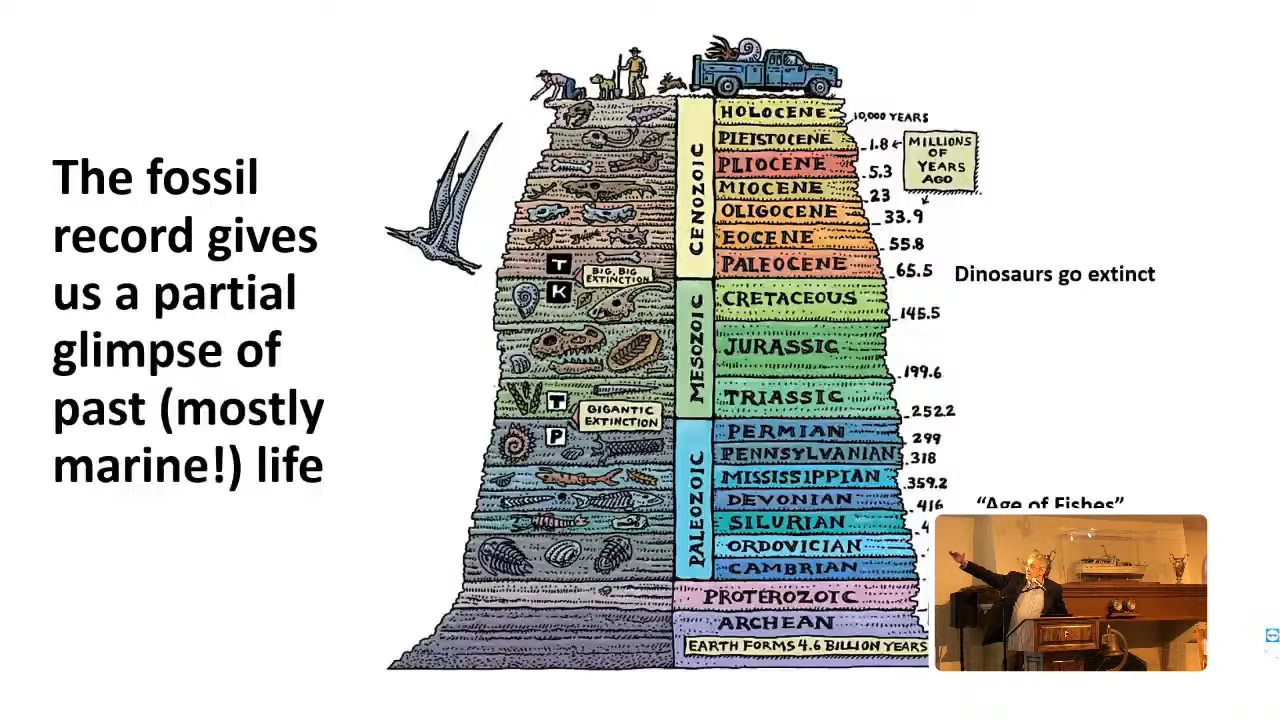 The fossil
record gives
us a partial
glimpse of
past (mostly
marine!) life
HOLOCENE
PLEISTOCENE
PLIOCENE
MIOCENE
OLIGOCENE
EOCENE
PALEOCENE
CRETACEOUS
JURASSIC
TRIASSIC
PERMIAN
PENNSYLVANIAN
MISSISSIPPIAN
DEVONIAN
SILURIAN
ORDOVICIAN
CAMBRIAN
PROTEROZOIC
ARCHEAN
EARTH FORMS 4.6 BILLION YEARS
CENOZOIC
MESOZOIC
PALEOZOIC
T
BIG, BIG
EXTINCTION
K
T
GIGANTIC
EXTINCTION
P
10,000 YEARS
1.8
MILLIONS
OF
YEARS
AGO
5.3
23
33.9
55.8
65.5
Dinosaurs go extinct
145.5
199.6
252.2
299
318
359.2
416
"Age of Fishes"